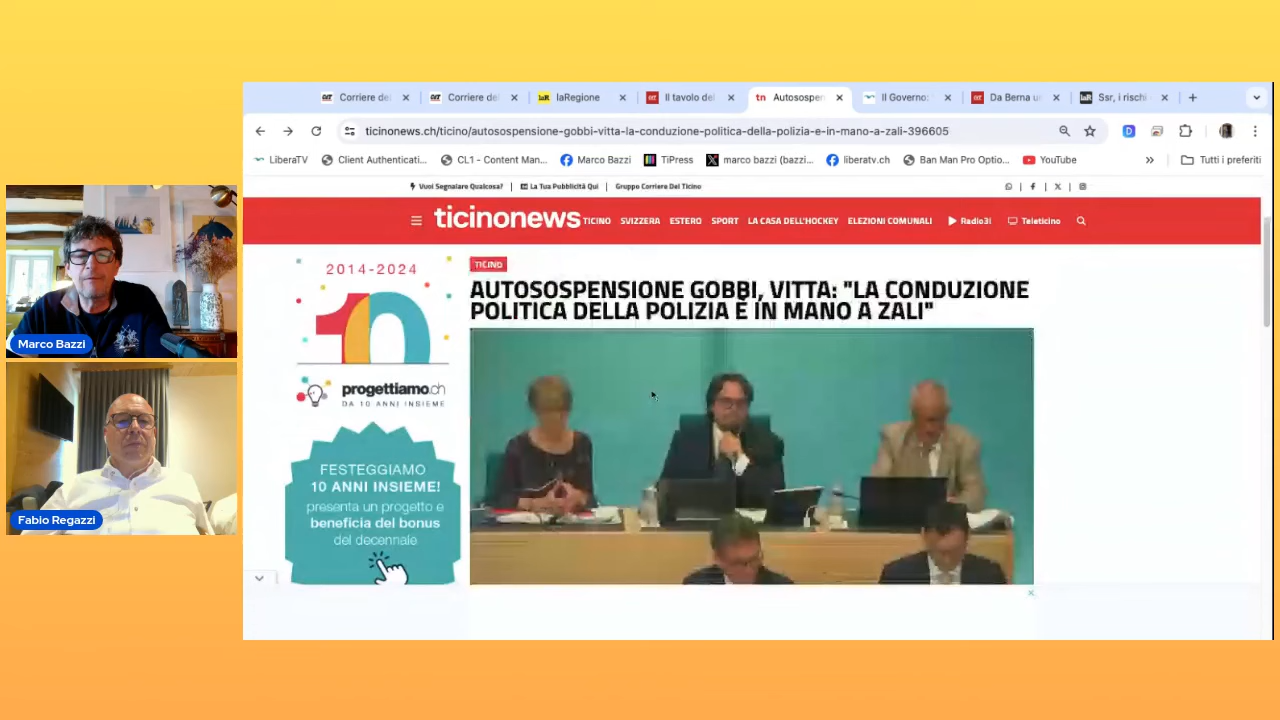 Corriere de
Corriere de
laRegione
Il tavolo del
Autosospen
Il Governo:
Da Berna un
Ssr, i rischi
ticinonews.ch/ticino/autosospensione-gobbi-vitta-la-conduzione-politica-della-polizia-e-in-mano-a-zali-396605
LiberaTV
Client Authenticati...
CL1 - Content Man...
Marco Bazzi
TiPress
marco bazzi (bazzi...
liberatv.ch
Ban Man Pro Optio...
YouTube
Tutti i preferiti
Vuoi Segnalare Qualcosa? | La Tua Pubblicità Qui | Gruppo Corriere Del Ticino
ticinonews
TICINO SVIZZERA ESTERO SPORT LA CASA DELL'HOCKEY ELEZIONI COMUNALI Radio3i Teleticino
2014-2024
10
progettiamo.ch
DA 10 ANNI INSIEME
FESTEGGIAMO
10 ANNI INSIEME!
presenta un progetto e
beneficia del bonus
del decennale
TICINO
AUTOSOSPENSIONE GOBBI, VITTA: "LA CONDUZIONE
POLITICA DELLA POLIZIA È IN MANO A ZALI"
Marco Bazzi
Fabio Regazzi